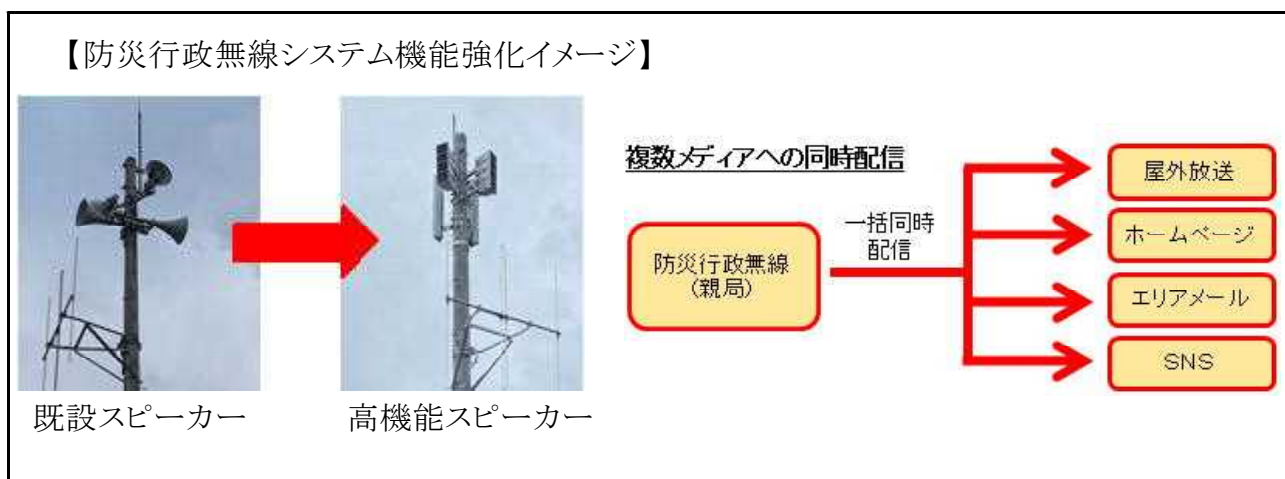 【防災行政無線システム機能強化イメージ】
既設スピーカー
高機能スピーカー
複数メディアへの同時配信
防災行政無線
(親局)
一括同時
配信
屋外放送
ホームページ
エリアメール
SNS